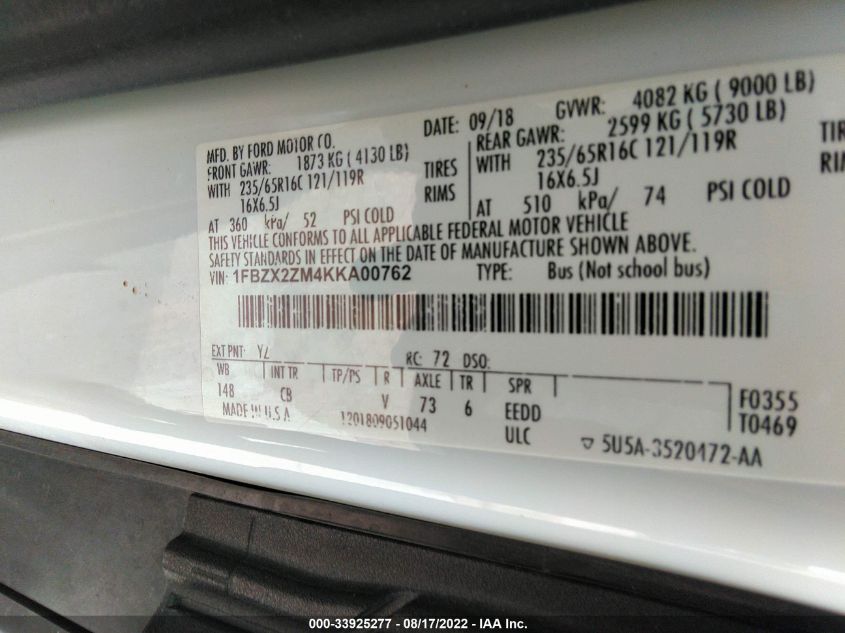 MFD. BY FORD MOTOR CO.
DATE: 09/18
GVWR: 4082 KG ( 9000 LB)
FRONT GAWR: 1873 KG ( 4130 LB)
REAR GAWR: 2599 KG ( 5730 LB)
WITH 235/65R16C 121/119R TIRES
WITH 235/65R16C 121/119R TIR
16X6.5J RIMS
16X6.5J RIM
AT 360 kPa/ 52 PSI COLD
AT 510 kPa/ 74 PSI COLD
THIS VEHICLE CONFORMS TO ALL APPLICABLE FEDERAL MOTOR VEHICLE
SAFETY STANDARDS IN EFFECT ON THE DATE OF MANUFACTURE SHOWN ABOVE.
VIN: 1FBZX2ZM4KKA00762
TYPE: Bus (Not school bus)
EXT PNT: YZ RC: 72 DSO:
WB INT TR TP/PS R AXLE TR SPR
148 CB V 73 6 EEDD
F0355
MADE IN U.S.A 1201809051044 ULC
T0469
5U5A-3520472-AA
000-33925277 - 08/17/2022 - IAA Inc.